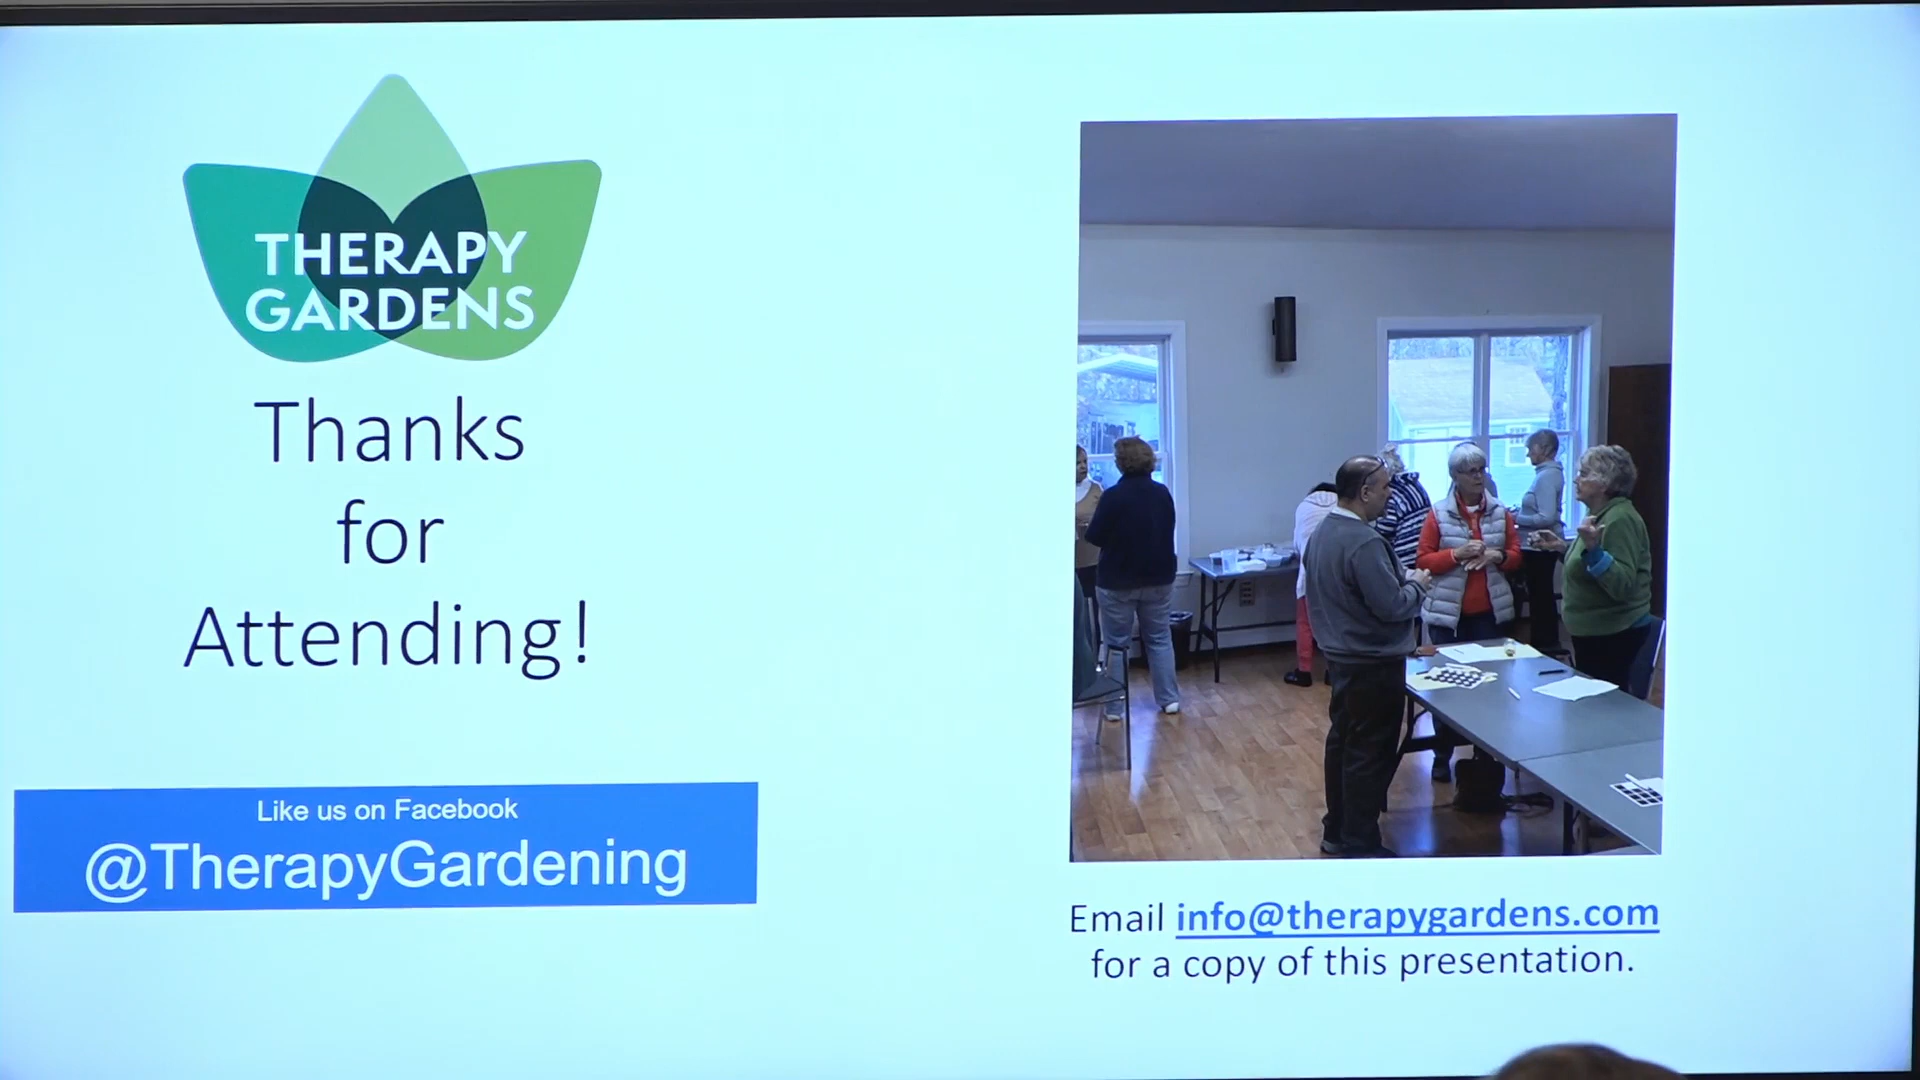 THERAPY
GARDENS
Thanks
for
Attending!
Like us on Facebook
@TherapyGardening
Email info@therapygardens.com
for a copy of this presentation.